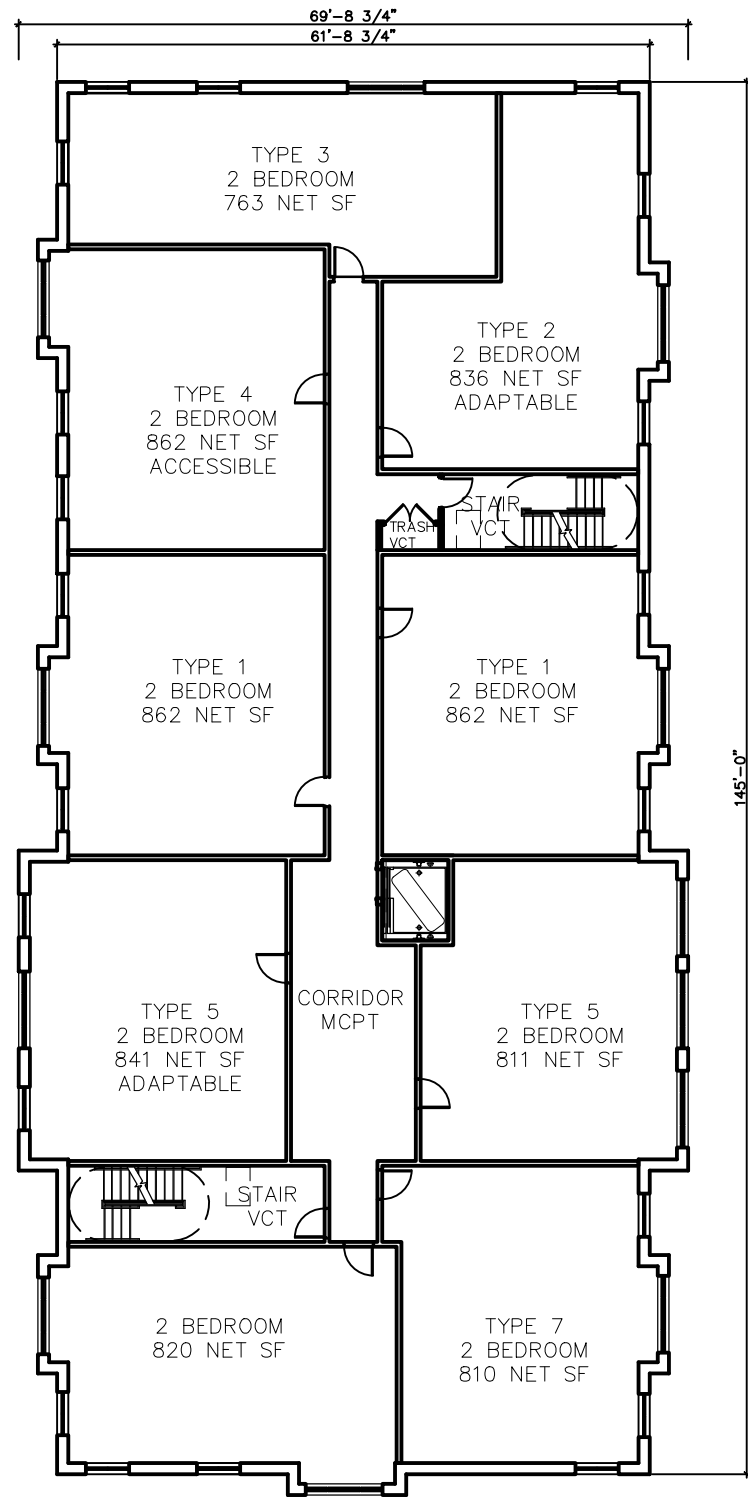 69'-8 3/4"
61'-8 3/4"
TYPE 3
2 BEDROOM
763 NET SF
TYPE 2
2 BEDROOM
836 NET SF
ADAPTABLE
TYPE 4
2 BEDROOM
862 NET SF
ACCESSIBLE
STAIR
VCT
TRASH
VCT
TYPE 1
2 BEDROOM
862 NET SF
TYPE 1
2 BEDROOM
862 NET SF
145'-0"
CORRIDOR
MCPT
TYPE 5
2 BEDROOM
841 NET SF
ADAPTABLE
TYPE 5
2 BEDROOM
811 NET SF
STAIR
VCT
2 BEDROOM
820 NET SF
TYPE 7
2 BEDROOM
810 NET SF